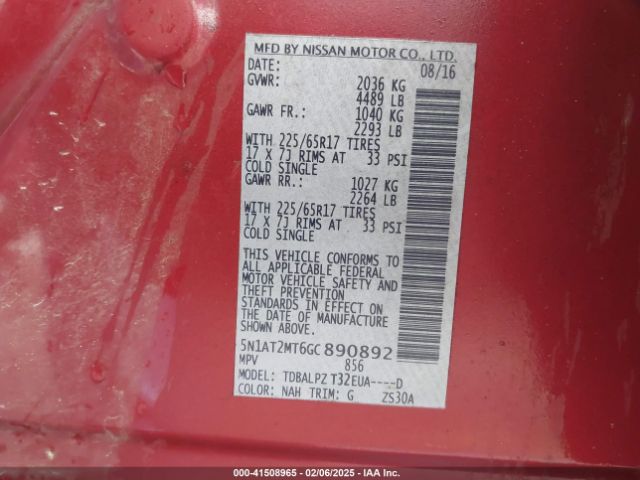 MFD BY NISSAN MOTOR CO., LTD.
DATE: 08/16
GVWR: 2036 KG
4489 LB
GAWR FR.: 1040 KG
2293 LB
WITH 225/65R17 TIRES
17 X 7J RIMS AT 33 PSI
COLD SINGLE
GAWR RR.: 1027 KG
2264 LB
WITH 225/65R17 TIRES
17 X 7J RIMS AT 33 PSI
COLD SINGLE
THIS VEHICLE CONFORMS TO
ALL APPLICABLE FEDERAL
MOTOR VEHICLE SAFETY AND
THEFT PREVENTION
STANDARDS IN EFFECT ON
THE DATE OF MANUFACTURE
SHOWN ABOVE.
5N1AT2MT6GC890892
MPV 856
MODEL: TDBALPZ T32EUA----D
COLOR: NAH TRIM: G ZS30A
000-41508965 - 02/06/2025 - IAA Inc.